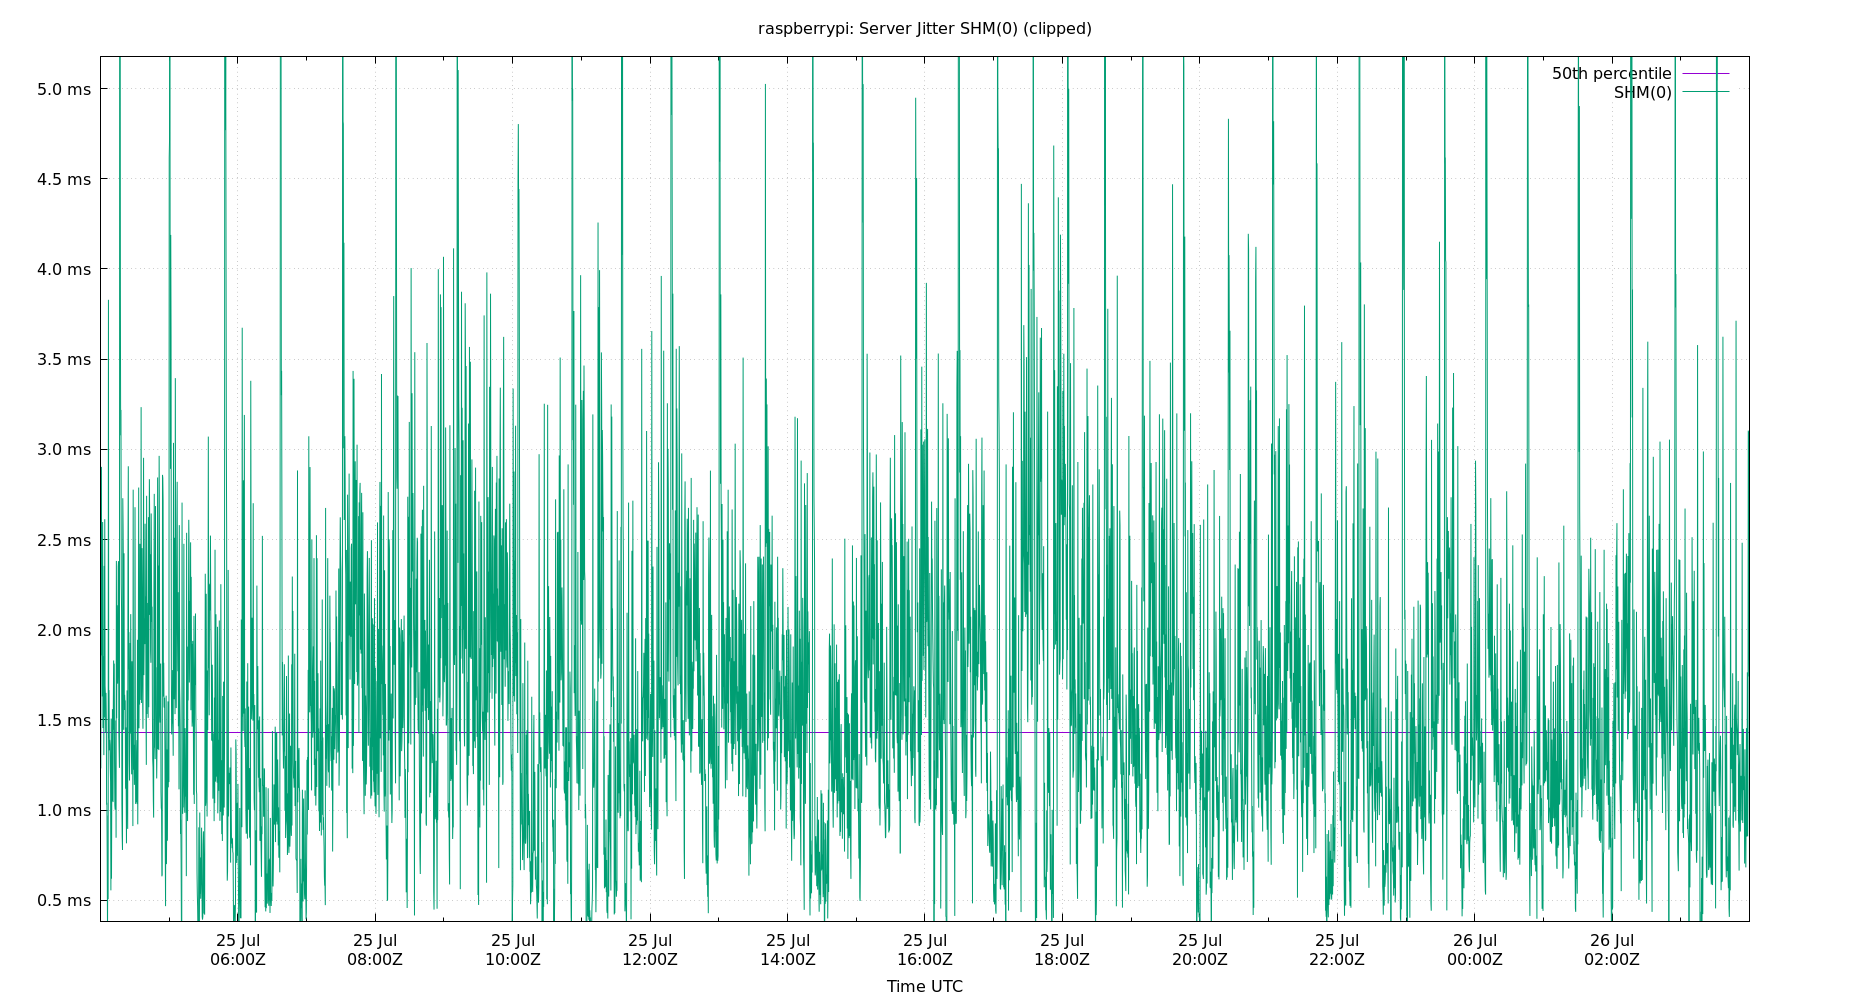 raspberrypi: Server Jitter SHM(0) (clipped)
50th percentile
SHM(0)
5.0 ms
4.5 ms
4.0 ms
3.5 ms
3.0 ms
2.5 ms
2.0 ms
1.5 ms
1.0 ms
0.5 ms
25 Jul 25 Jul 25 Jul 25 Jul 25 Jul 25 Jul 25 Jul 25 Jul 25 Jul 26 Jul 26 Jul
06:00Z 08:00Z 10:00Z 12:00Z 14:00Z 16:00Z 18:00Z 20:00Z 22:00Z 00:00Z 02:00Z
Time UTC